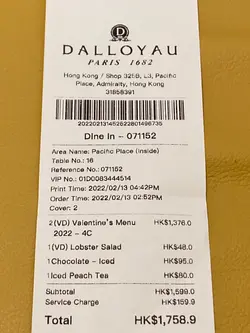 DALLOYAU
PARIS 1682
Hong Kong / Shop 325B, L3, Pacific
Place, Admiralty, Hong Kong
31858391
2022021314522822801496735
Dine In - 071152
Area Name: Pacific Place (Inside)
Table No.: 16
Reference No.: 071152
VIP No.: 01D0083444514
Print Time: 2022/02/13 04:42PM
Order Time: 2022/02/13 02:52PM
Cover: 2
2 (VD) Valentine's Menu HK$1,376.0
2022 - 4C
1 (VD) Lobster Salad HK$48.0
1 Chocolate - Iced HK$95.0
1 Iced Peach Tea HK$80.0
Subtotal HK$1,599.0
Service Charge HK$159.9
Total HK$1,758.9